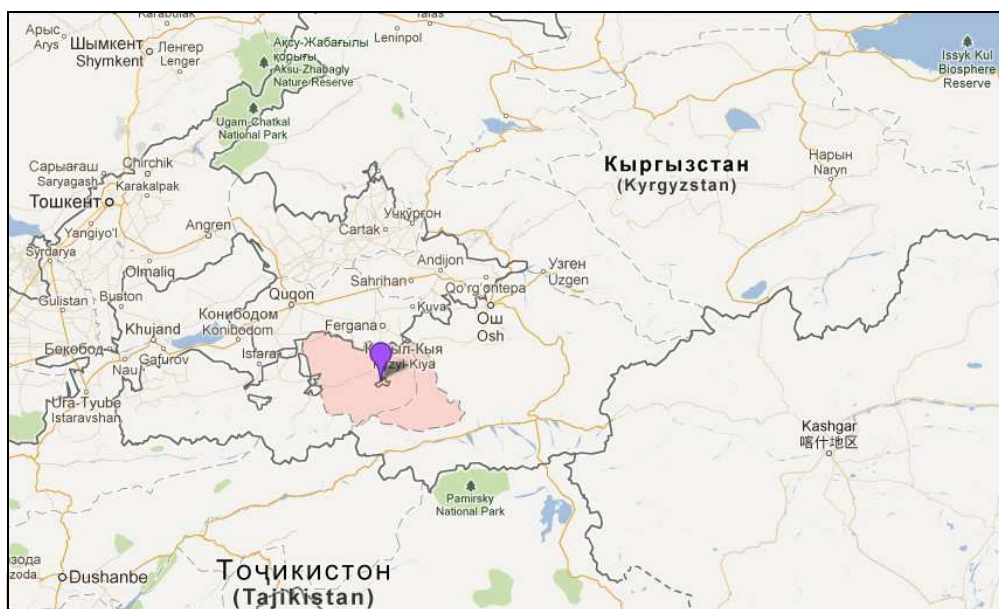 Karabulak
Talas
Арыс
Arys
Шымкент
Shymkent
Ленгер
Lenger
Ақсу-Жабағылы
қорығы
Aksu-Zhabagly
Nature Reserve
Leninpol
Issyk Kul
Biosphere
Reserve
Ugam-Chatkal
National Park
Сарыағаш
Saryagash
Chirchik
Karakalpak
Тошкент
Кыргызстан
(Kyrgyzstan)
Нарын
Naryn
Yangiyo'l
Angren
Учқўрғон
Cartak
Syrdarya
Olmaliq
Andijon
Узген
Uzgen
Sahrihan
Qo'rg'ontepa
Gulistan
Buston
Quqon
Kuva
Ош
Osh
Конибодом
Konibodom
Khujand
Fergana
Бекобод
Nau
Gafurov
Isfara
Кызыл-Кыя
Kyzyl-Kiya
Ura-Tyube
Istaravshan
Kashgar
喀什地区
Pamirsky
National Park
Тоҷикистон
(Tajikistan)
Dushanbe